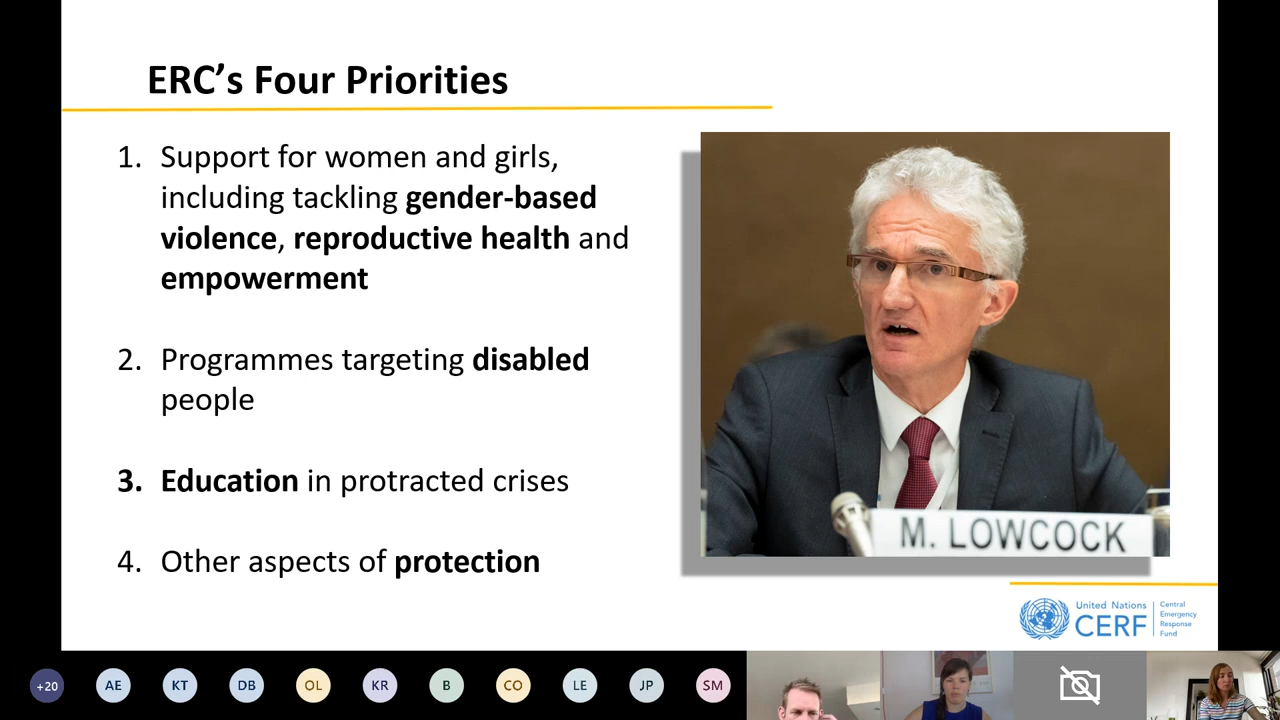 ERC’s Four Priorities
1. Support for women and girls,
including tackling gender-based
violence, reproductive health and
empowerment
2. Programmes targeting disabled
people
3. Education in protracted crises
4. Other aspects of protection
M. LOWCOCK
United Nations
CERF
Central
Emergency
Response
Fund
+20 AE KT DB OL KR B CO LE JP SM